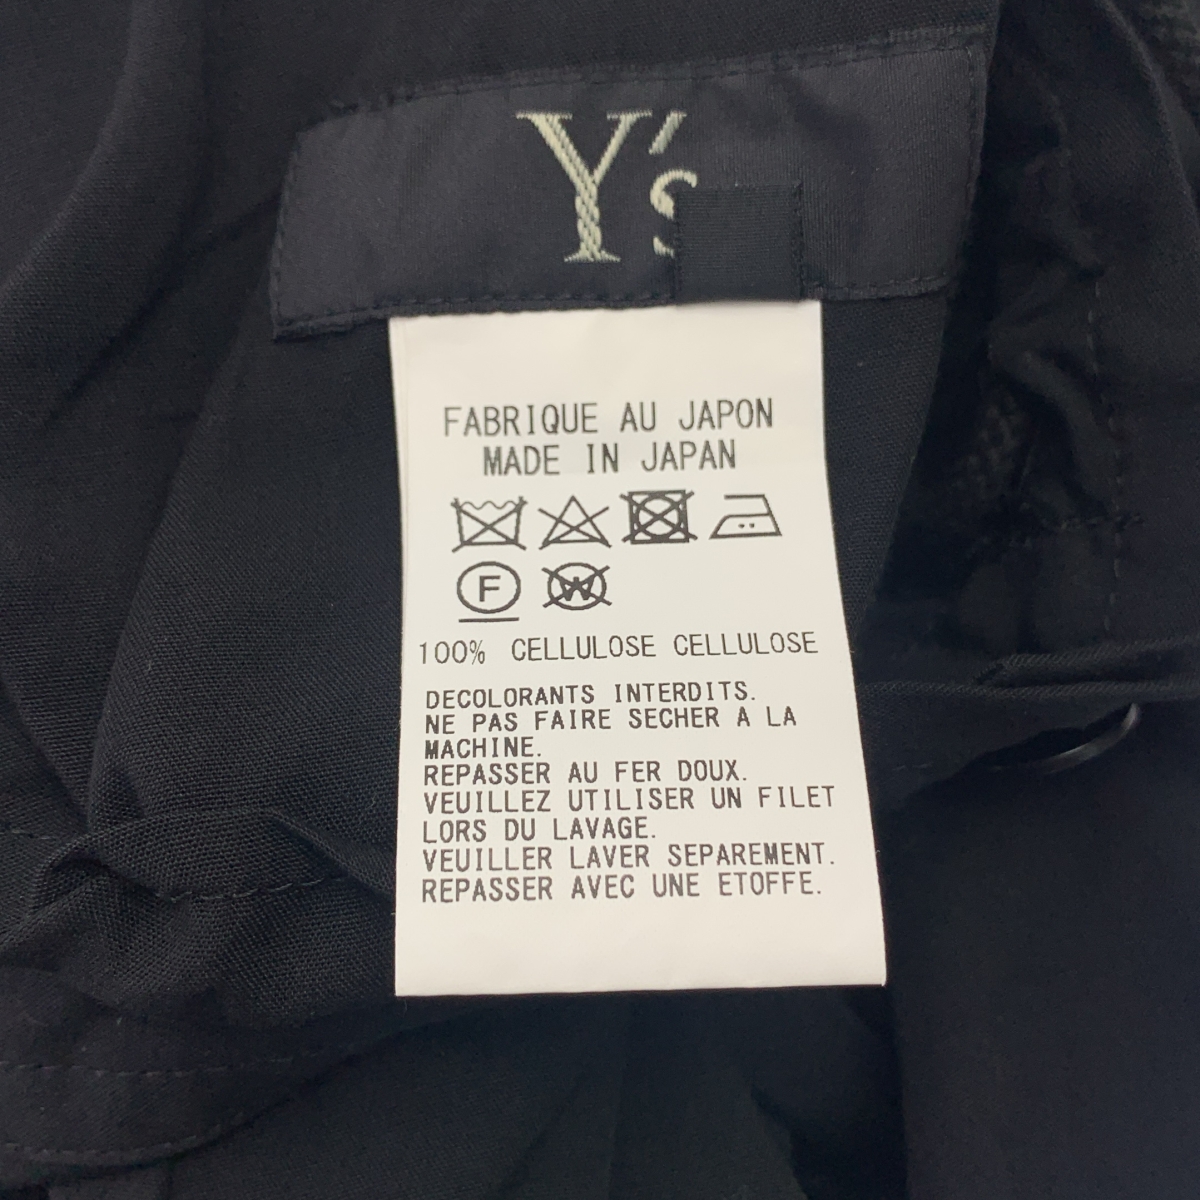 Y's
FABRIQUE AU JAPON
MADE IN JAPAN
F
W
100% CELLULOSE CELLULOSE
DECOLORANTS INTERDITS.
NE PAS FAIRE SECHER A LA
MACHINE.
REPASSER AU FER DOUX.
VEUILLEZ UTILISER UN FILET
LORS DU LAVAGE.
VEUILLER LAVER SEPAREMENT.
REPASSER AVEC UNE ETOFFE.